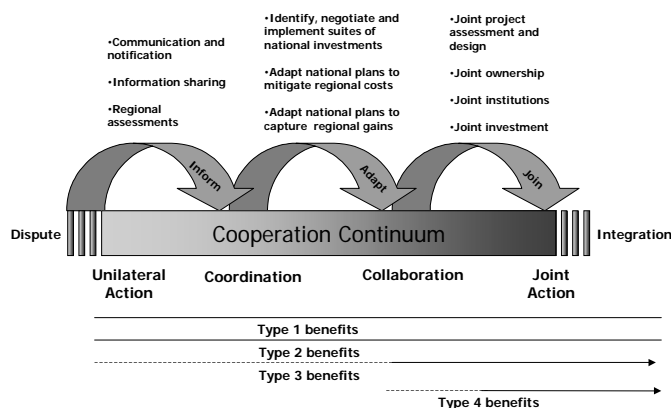 •Communication and
notification
•Information sharing
•Regional
assessments
•Identify, negotiate and
implement suites of
national investments
•Adapt national plans to
mitigate regional costs
•Adapt national plans to
capture regional gains
•Joint project
assessment and
design
•Joint ownership
•Joint institutions
•Joint investment
Inform
Adapt
Join
Dispute
Cooperation Continuum
Integration
Unilateral
Action
Coordination
Collaboration
Joint
Action
Type 1 benefits
Type 2 benefits
Type 3 benefits
Type 4 benefits